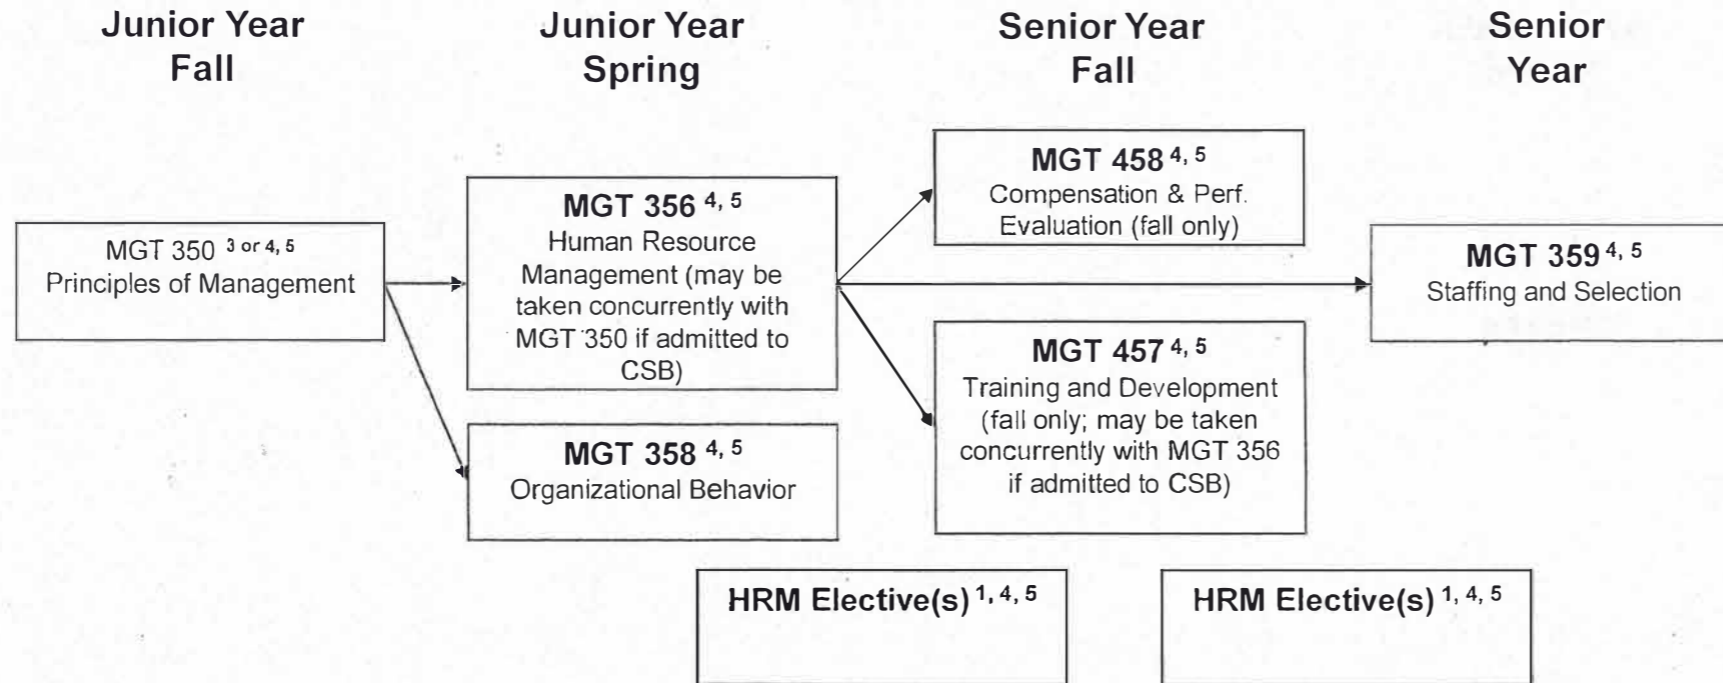 Junior Year
Fall
Junior Year
Spring
Senior Year
Fall
Senior
Year
MGT 350 3 or 4, 5
Principles of Management
MGT 356 4, 5
Human Resource
Management (may be
taken concurrently with
MGT 350 if admitted to
CSB)
MGT 358 4, 5
Organizational Behavior
MGT 458 4, 5
Compensation & Perf.
Evaluation (fall only)
MGT 457 4, 5
Training and Development
(fall only; may be taken
concurrently with MGT 356
if admitted to CSB)
MGT 359 4, 5
Staffing and Selection
HRM Elective(s) 1, 4, 5
HRM Elective(s) 1, 4, 5